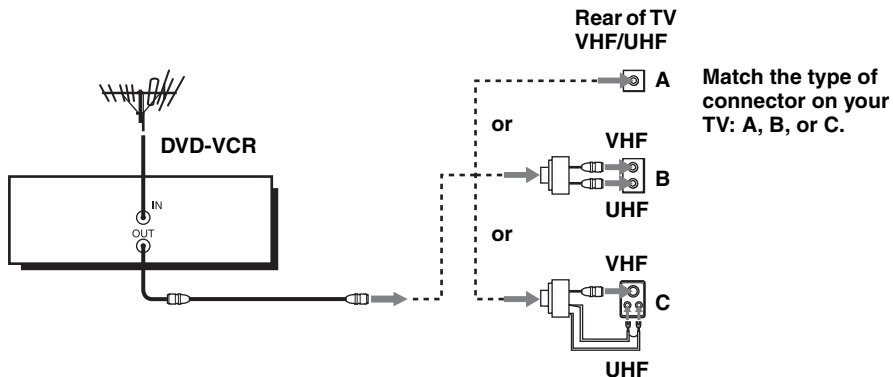 Rear of TV
VHF/UHF
A
Match the type of
connector on your
TV: A, B, or C.
or
DVD-VCR
VHF
B
IN
UHF
OUT
or
VHF
C
UHF